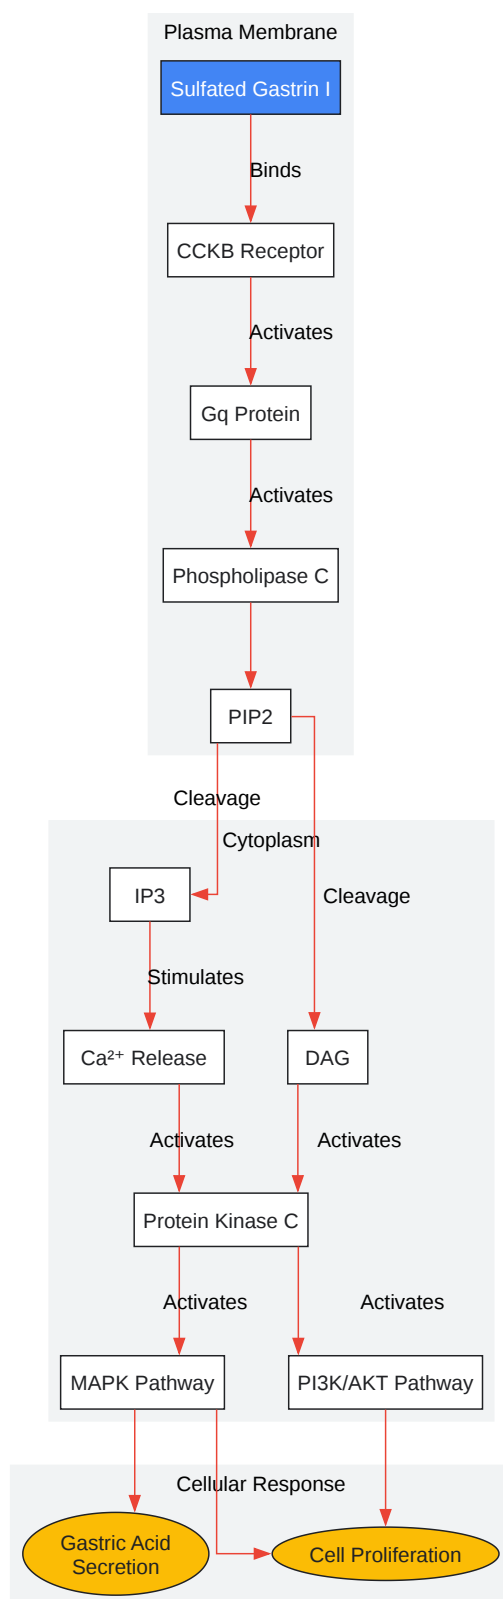 Plasma Membrane
Sulfated Gastrin I
Binds
CCKB Receptor
Activates
Gq Protein
Activates
Phospholipase C
PIP2
Cleavage
Cytoplasm
IP3
Cleavage
Stimulates
Ca²⁺ Release
DAG
Activates
Activates
Protein Kinase C
Activates
Activates
MAPK Pathway
PI3K/AKT Pathway
Cellular Response
Gastric Acid
Secretion
Cell Proliferation